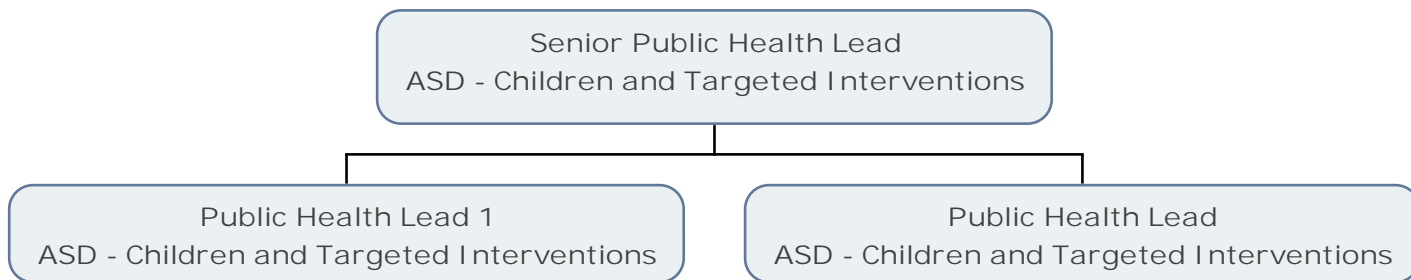 Senior Public Health Lead
ASD - Children and Targeted Interventions
Public Health Lead 1
ASD - Children and Targeted Interventions
Public Health Lead
ASD - Children and Targeted Interventions